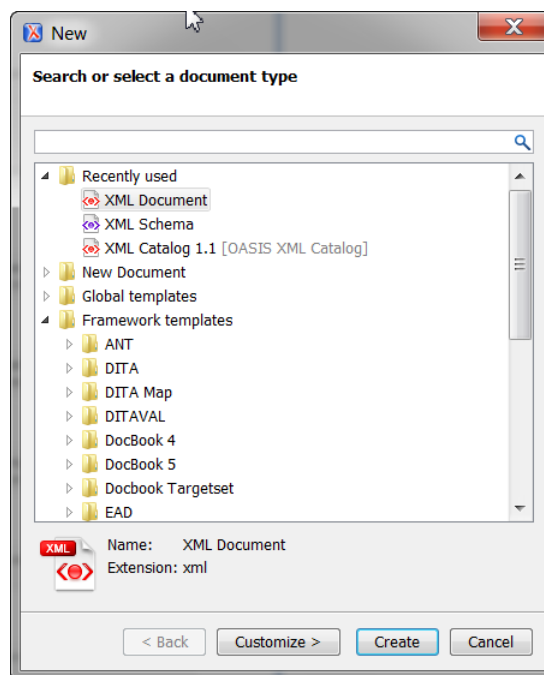 New
Search or select a document type
Recently used
XML Document
XML Schema
XML Catalog 1.1 [OASIS XML Catalog]
New Document
Global templates
Framework templates
ANT
DITA
DITA Map
DITAVAL
DocBook 4
DocBook 5
Docbook Targetset
EAD
XML
Name: XML Document
Extension: xml
< Back Customize > Create Cancel